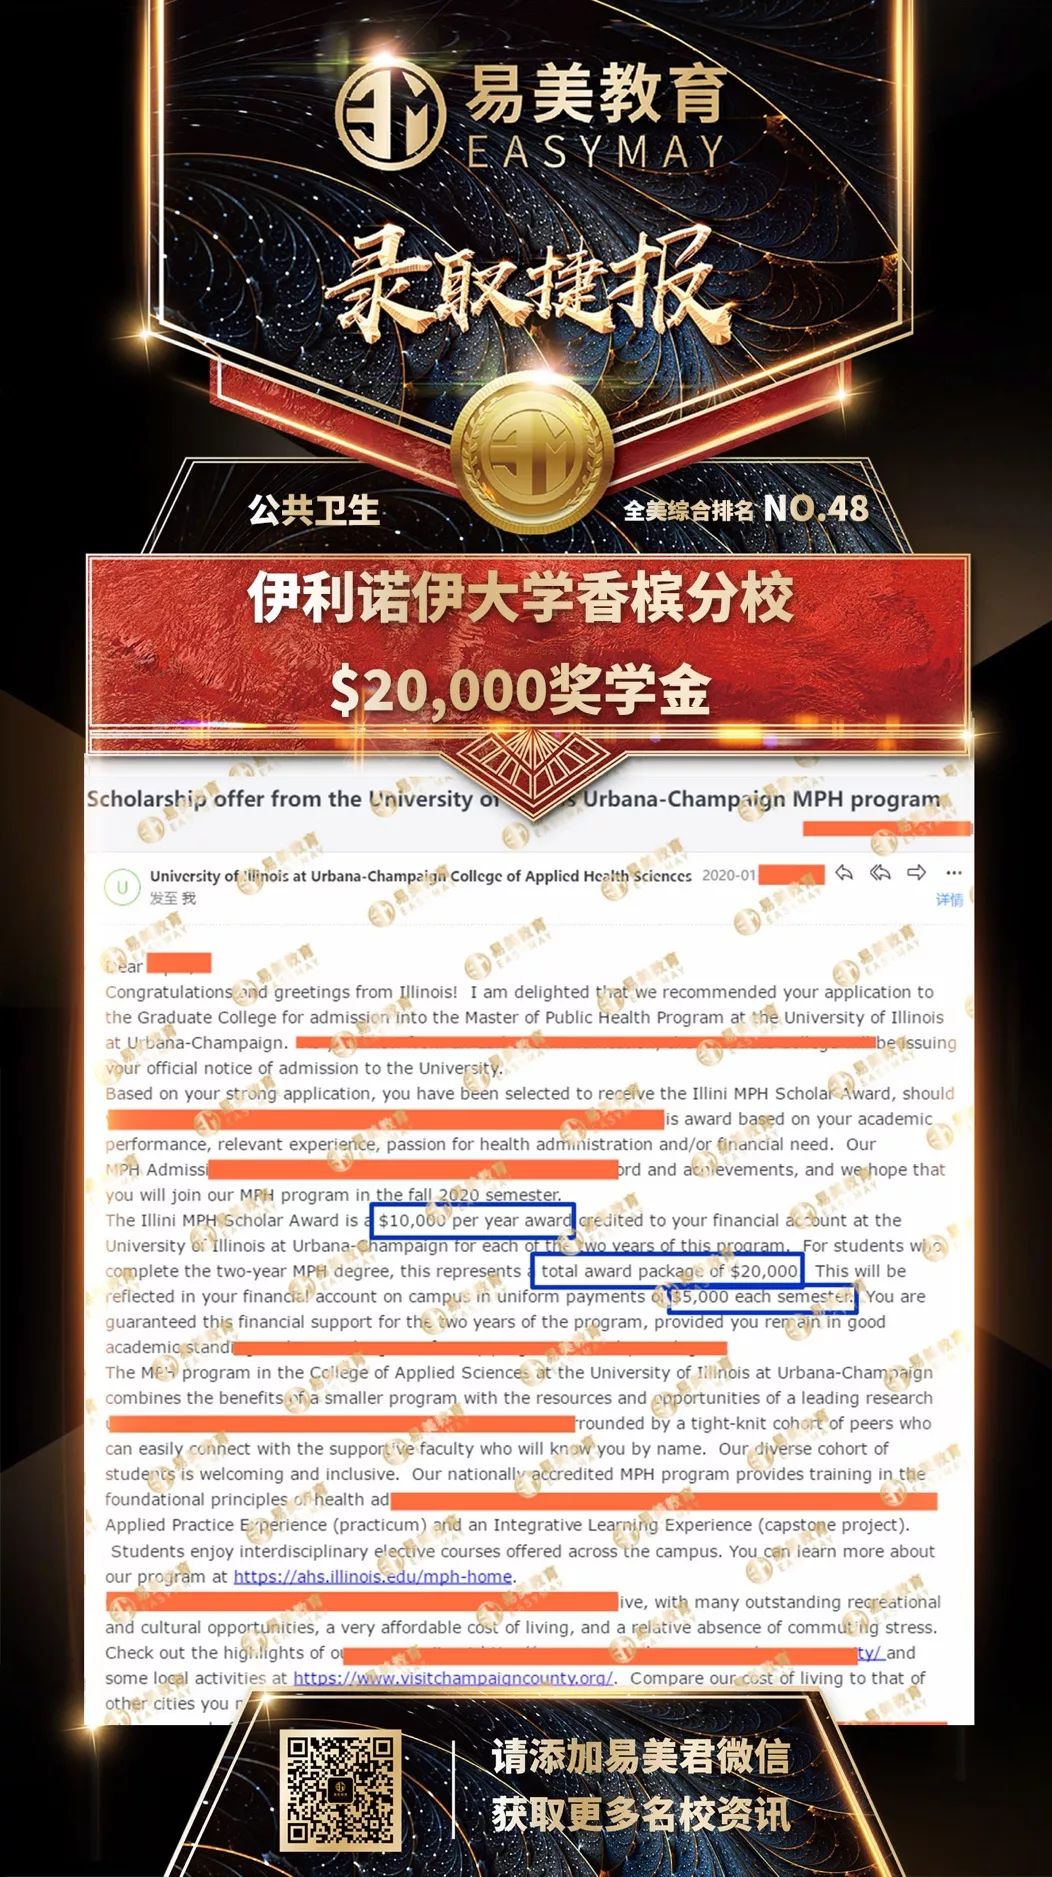 易美教育
EASYMAY
录取捷报
公共卫生
全美综合排名 NO.48
伊利诺伊大学香槟分校
$20,000奖学金
Scholarship offer from the University of Urbana-Champaign MPH program
University of Illinois at Urbana-Champaign College of Applied Health Sciences 2020-01
发至 我
详情
Dear
Congratulations and greetings from Illinois! I am delighted that we recommended your application to
the Graduate College for admission into the Master of Public Health Program at the University of Illinois
at Urbana-Champaign. be issuing
your official notice of admission to the University.
Based on your strong application, you have been selected to receive the Illini MPH Scholar Award, should
is award based on your academic
performance, relevant experience, passion for health administration and/or financial need. Our
MPH Admissi ord and achievements, and we hope that
you will join our MPH program in the fall 2020 semester.
The Illini MPH Scholar Award is a $10,000 per year award credited to your financial account at the
University of Illinois at Urbana-Champaign for each of the two years of this program. For students who
complete the two-year MPH degree, this represents a total award package of $20,000 This will be
reflected in your financial account on campus in uniform payments of $5,000 each semester. You are
guaranteed this financial support for the two years of the program, provided you remain in good
academic standi
The MPH program in the College of Applied Sciences at the University of Illinois at Urbana-Champaign
combines the benefits of a smaller program with the resources and opportunities of a leading research
rrounded by a tight-knit cohort of peers who
can easily connect with the supportive faculty who will know you by name. Our diverse cohort of
students is welcoming and inclusive. Our nationally accredited MPH program provides training in the
foundational principles of health ad
Applied Practice Experience (practicum) and an Integrative Learning Experience (capstone project).
Students enjoy interdisciplinary elective courses offered across the campus. You can learn more about
our program at https://ahs.illinois.edu/mph-home.
ive, with many outstanding recreational
and cultural opportunities, a very affordable cost of living, and a relative absence of commuting stress.
Check out the highlights of ou ty/ and
some local activities at https://www.visitchampaigncounty.org/. Compare our cost of living to that of
other cities you
请添加易美君微信
获取更多名校资讯